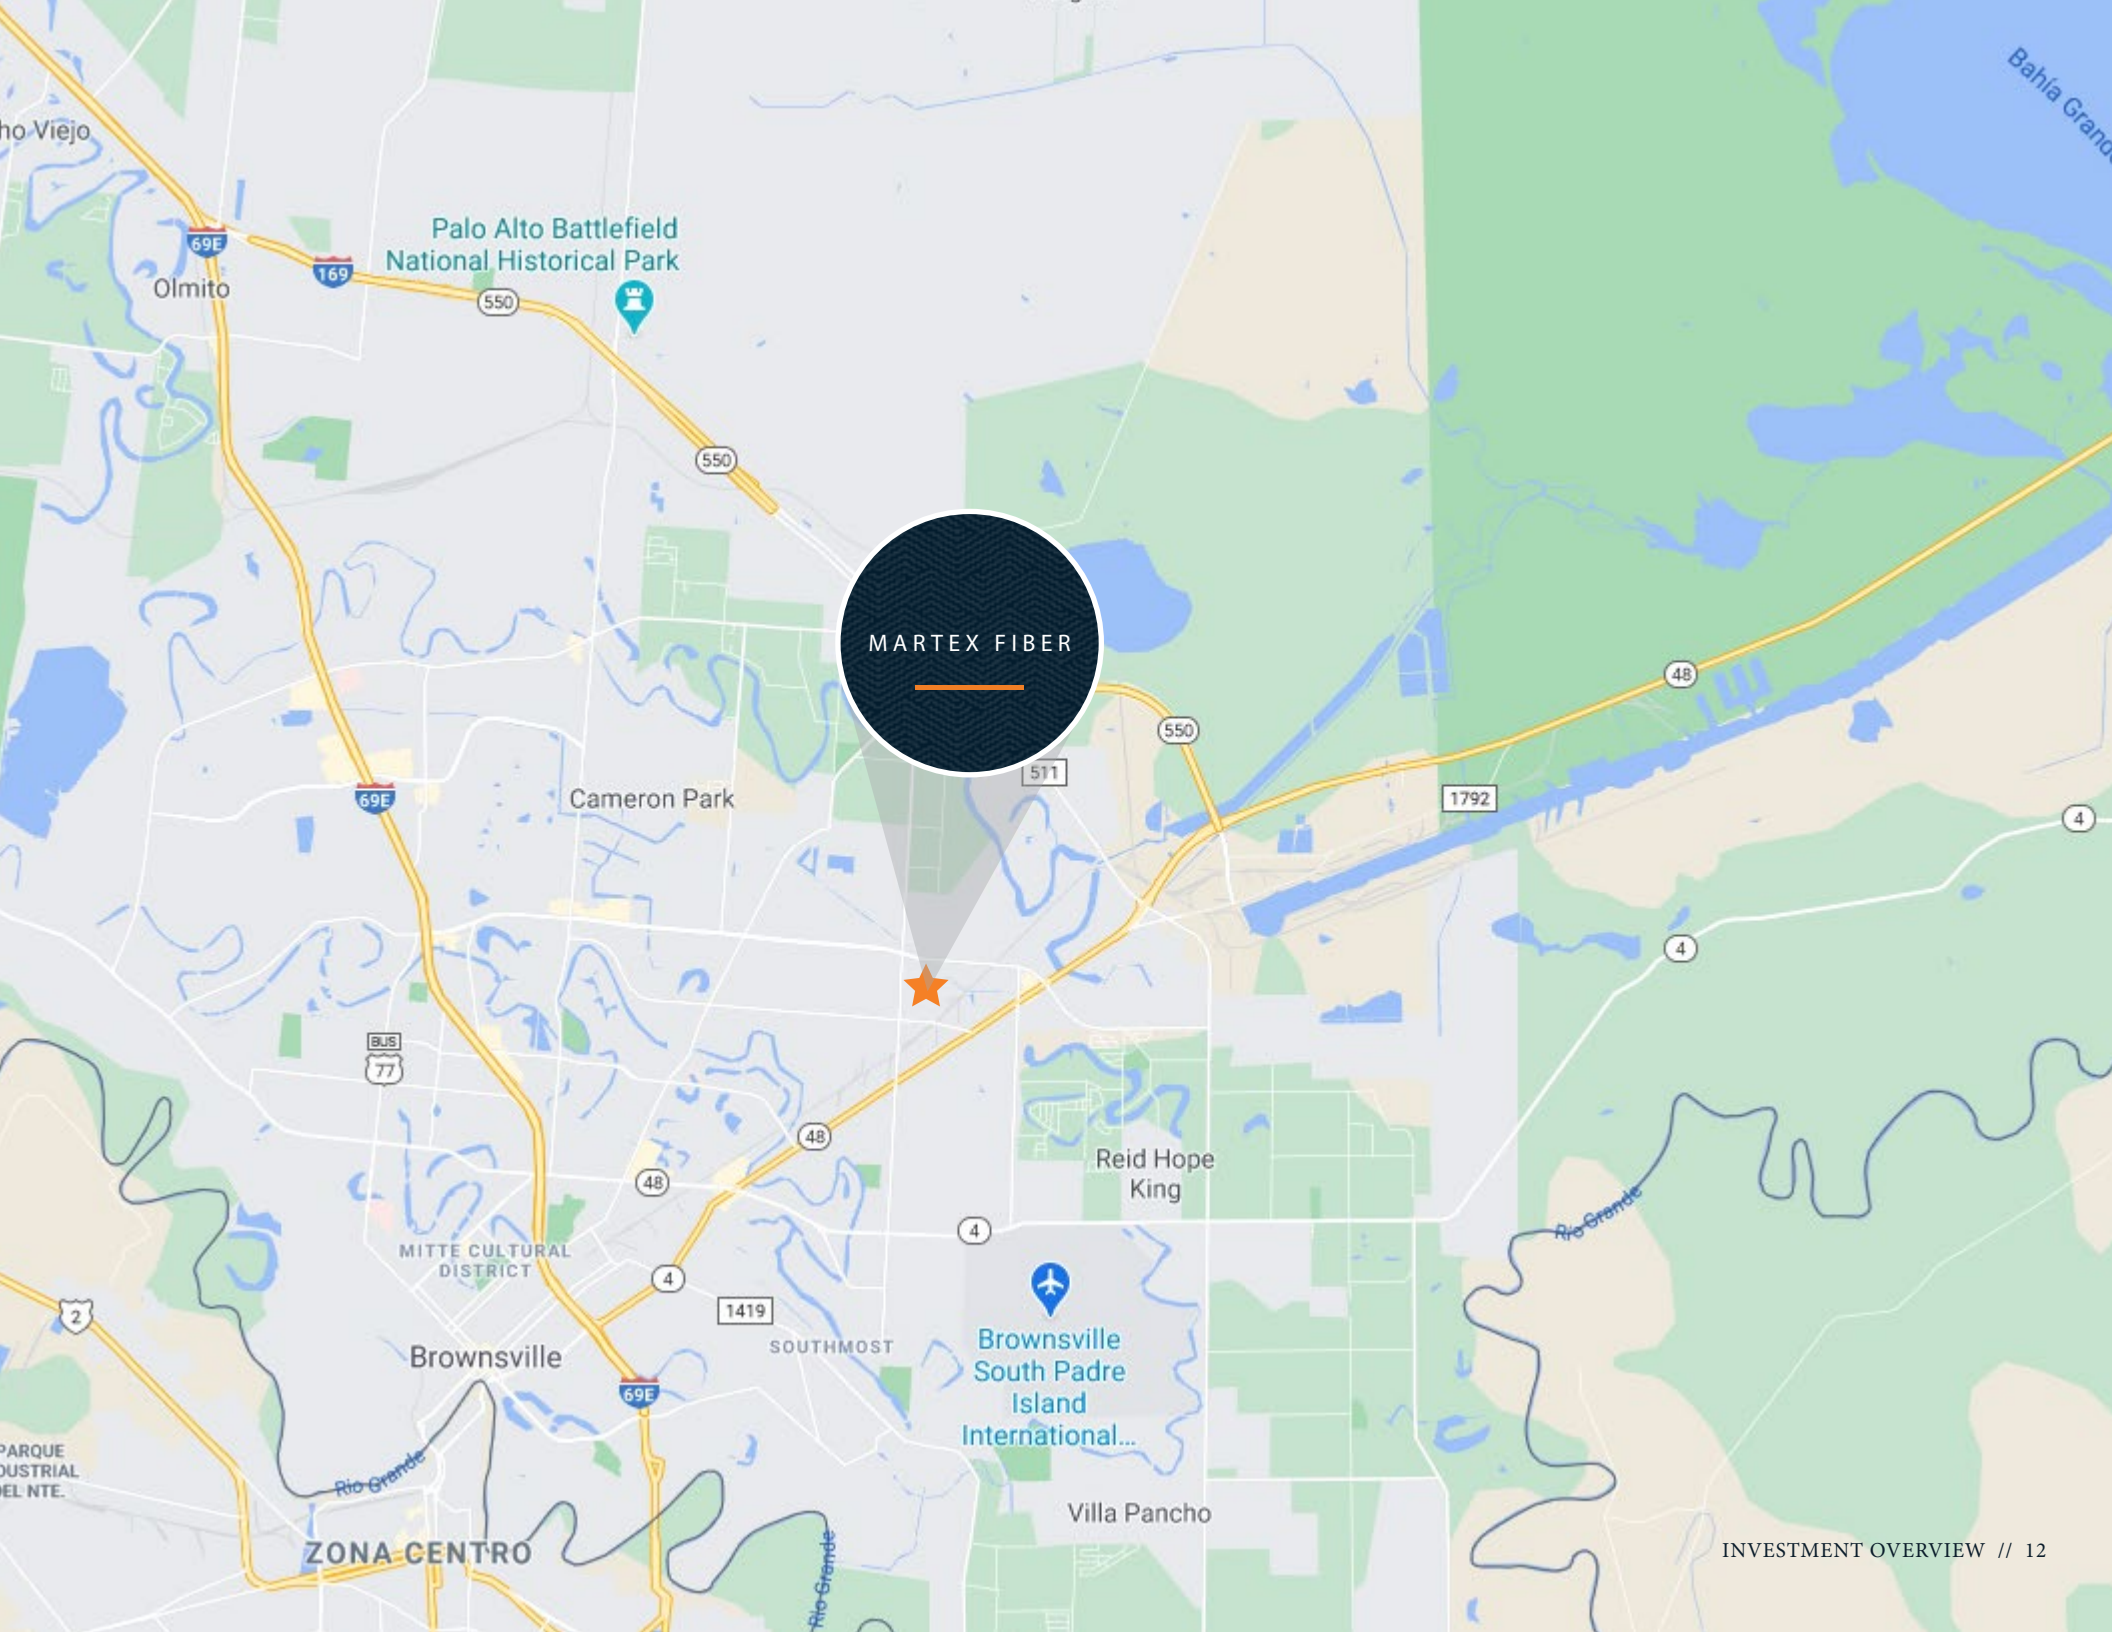 Bahía Grande
ho Viejo
Palo Alto Battlefield
National Historical Park
69E
169
Olmito
550
550
MARTEX FIBER
48
550
511
1792
69E
Cameron Park
4
4
BUS
77
48
Reid Hope
King
48
Rio Grande
4
MITTE CULTURAL
DISTRICT
4
2
1419
SOUTHMOST
Brownsville
South Padre
Island
International...
Brownsville
69E
PARQUE
DUSTRIAL
EL NTE.
Rio Grande
Villa Pancho
ZONA CENTRO
Rio Grande
INVESTMENT OVERVIEW // 12